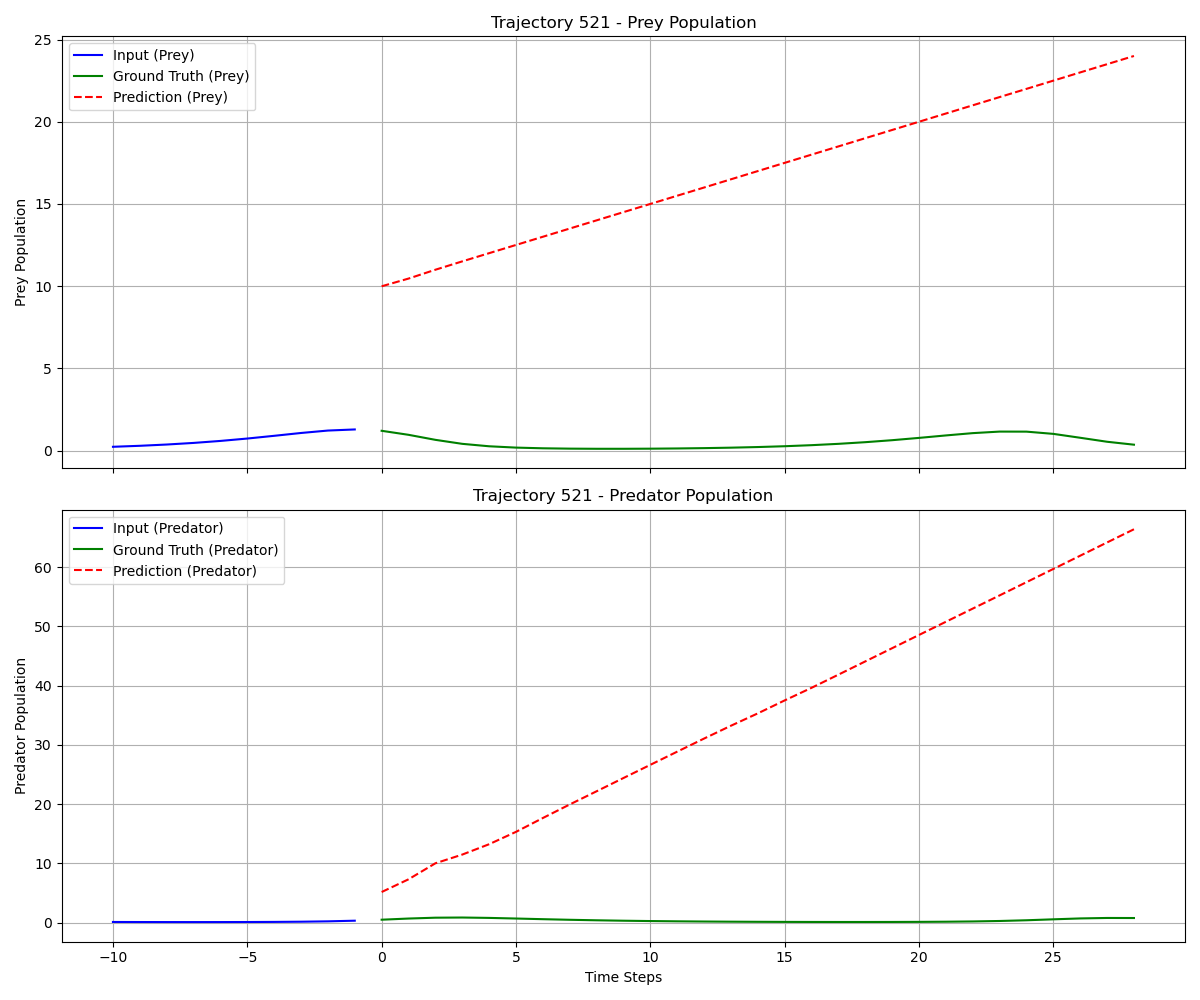 Trajectory 521 - Prey Population
25
Input (Prey)
Ground Truth (Prey)
Prediction (Prey)
20
15
10
5
0
Prey Population
Trajectory 521 - Predator Population
Input (Predator)
Ground Truth (Predator)
Prediction (Predator)
60
50
40
30
20
10
0
Predator Population
−10 −5 0 5 10 15 20 25
Time Steps